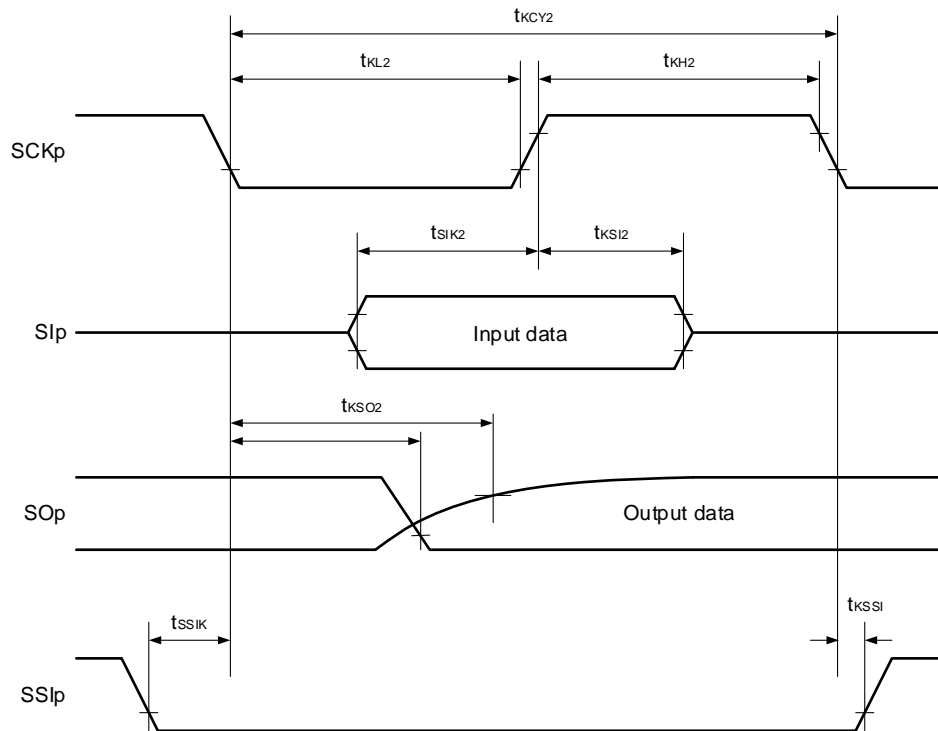 tKCY2
tKL2
tKH2
SCKp
tSIK2
tKSI2
SIp
Input data
tKSO2
SOp
Output data
tSSIK
tKSSI
SSIp